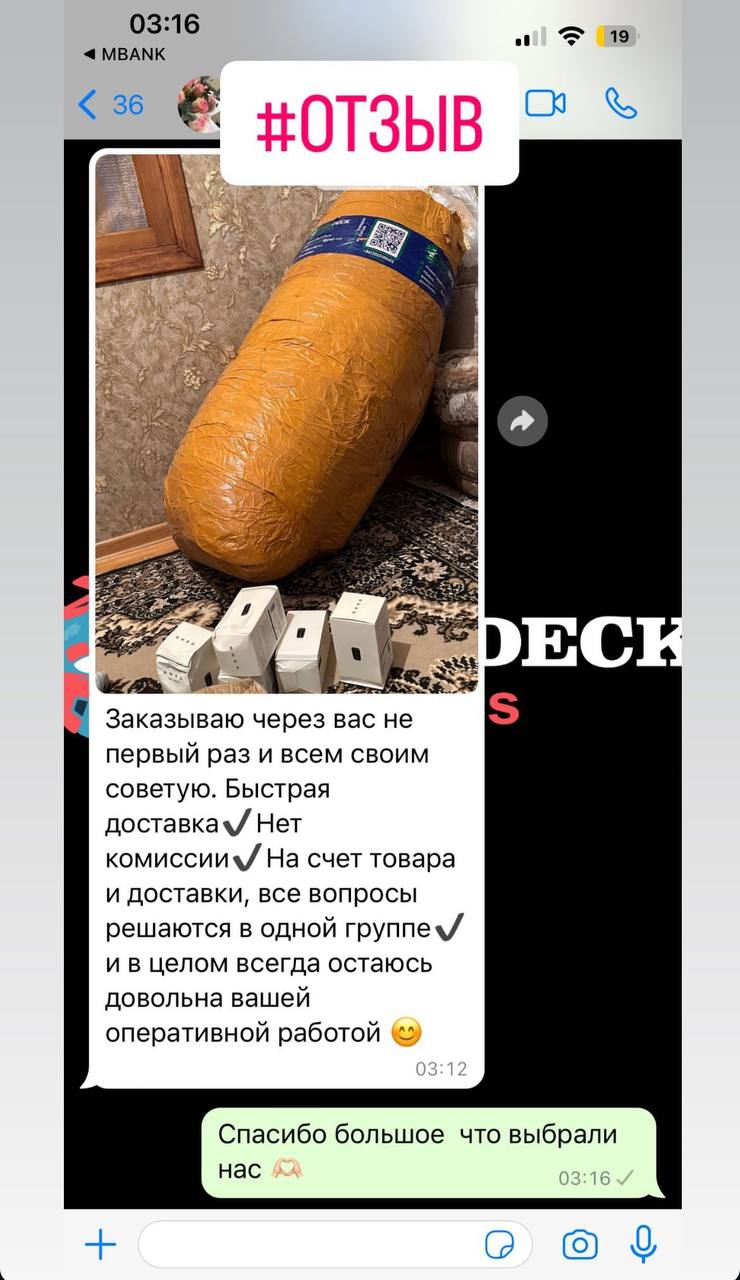 03:16
19
◀ MBANK
36
#ОТЗЫВ
DECK
s
Заказываю через вас не
первый раз и всем своим
советую. Быстрая
доставка✔️Нет
комиссии✔️На счет товара
и доставки, все вопросы
решаются в одной группе✔️
и в целом всегда остаюсь
довольна вашей
оперативной работой 😊
03:12
Спасибо большое  что выбрали
нас 🫶🏻
03:16 ✓